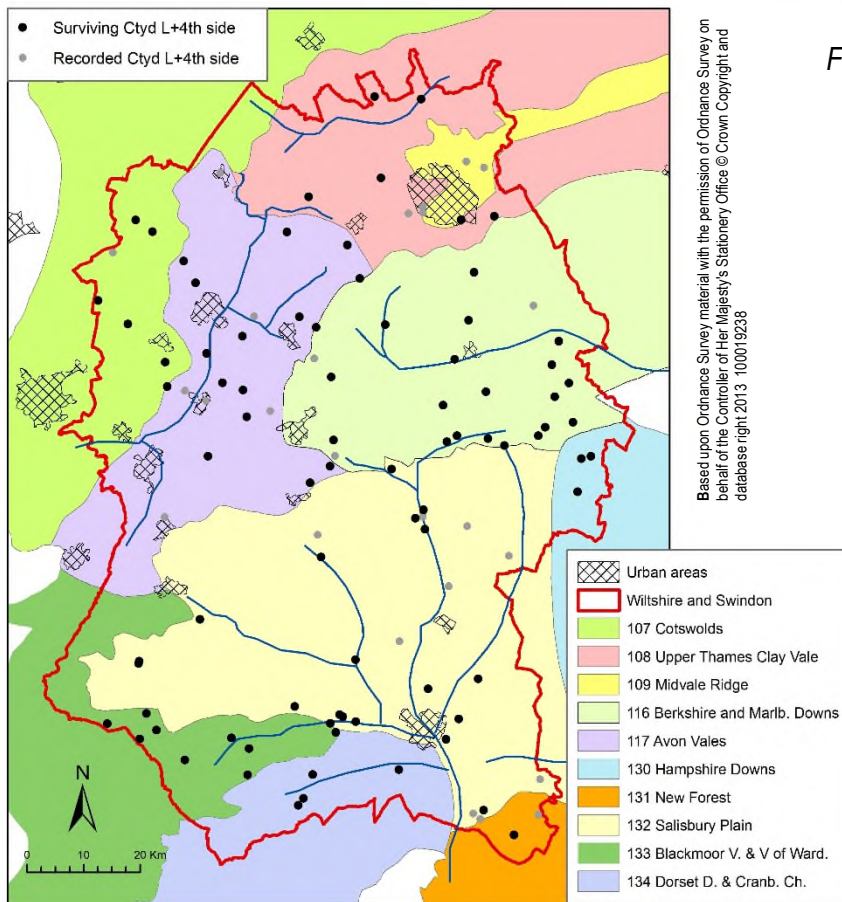 Surviving Ctyd L+4th side
Recorded Ctyd L+4th side
F
Based upon Ordnance Survey material with the permission of Ordnance Survey on
behalf of the Controller of Her Majesty's Stationery Office © Crown Copyright and
database right 2013 100019238
Urban areas
Wiltshire and Swindon
107 Cotswolds
108 Upper Thames Clay Vale
109 Midvale Ridge
116 Berkshire and Marlb. Downs
117 Avon Vales
130 Hampshire Downs
131 New Forest
132 Salisbury Plain
133 Blackmoor V. & V of Ward.
134 Dorset D. & Cranb. Ch.
N
0 10 20 Km